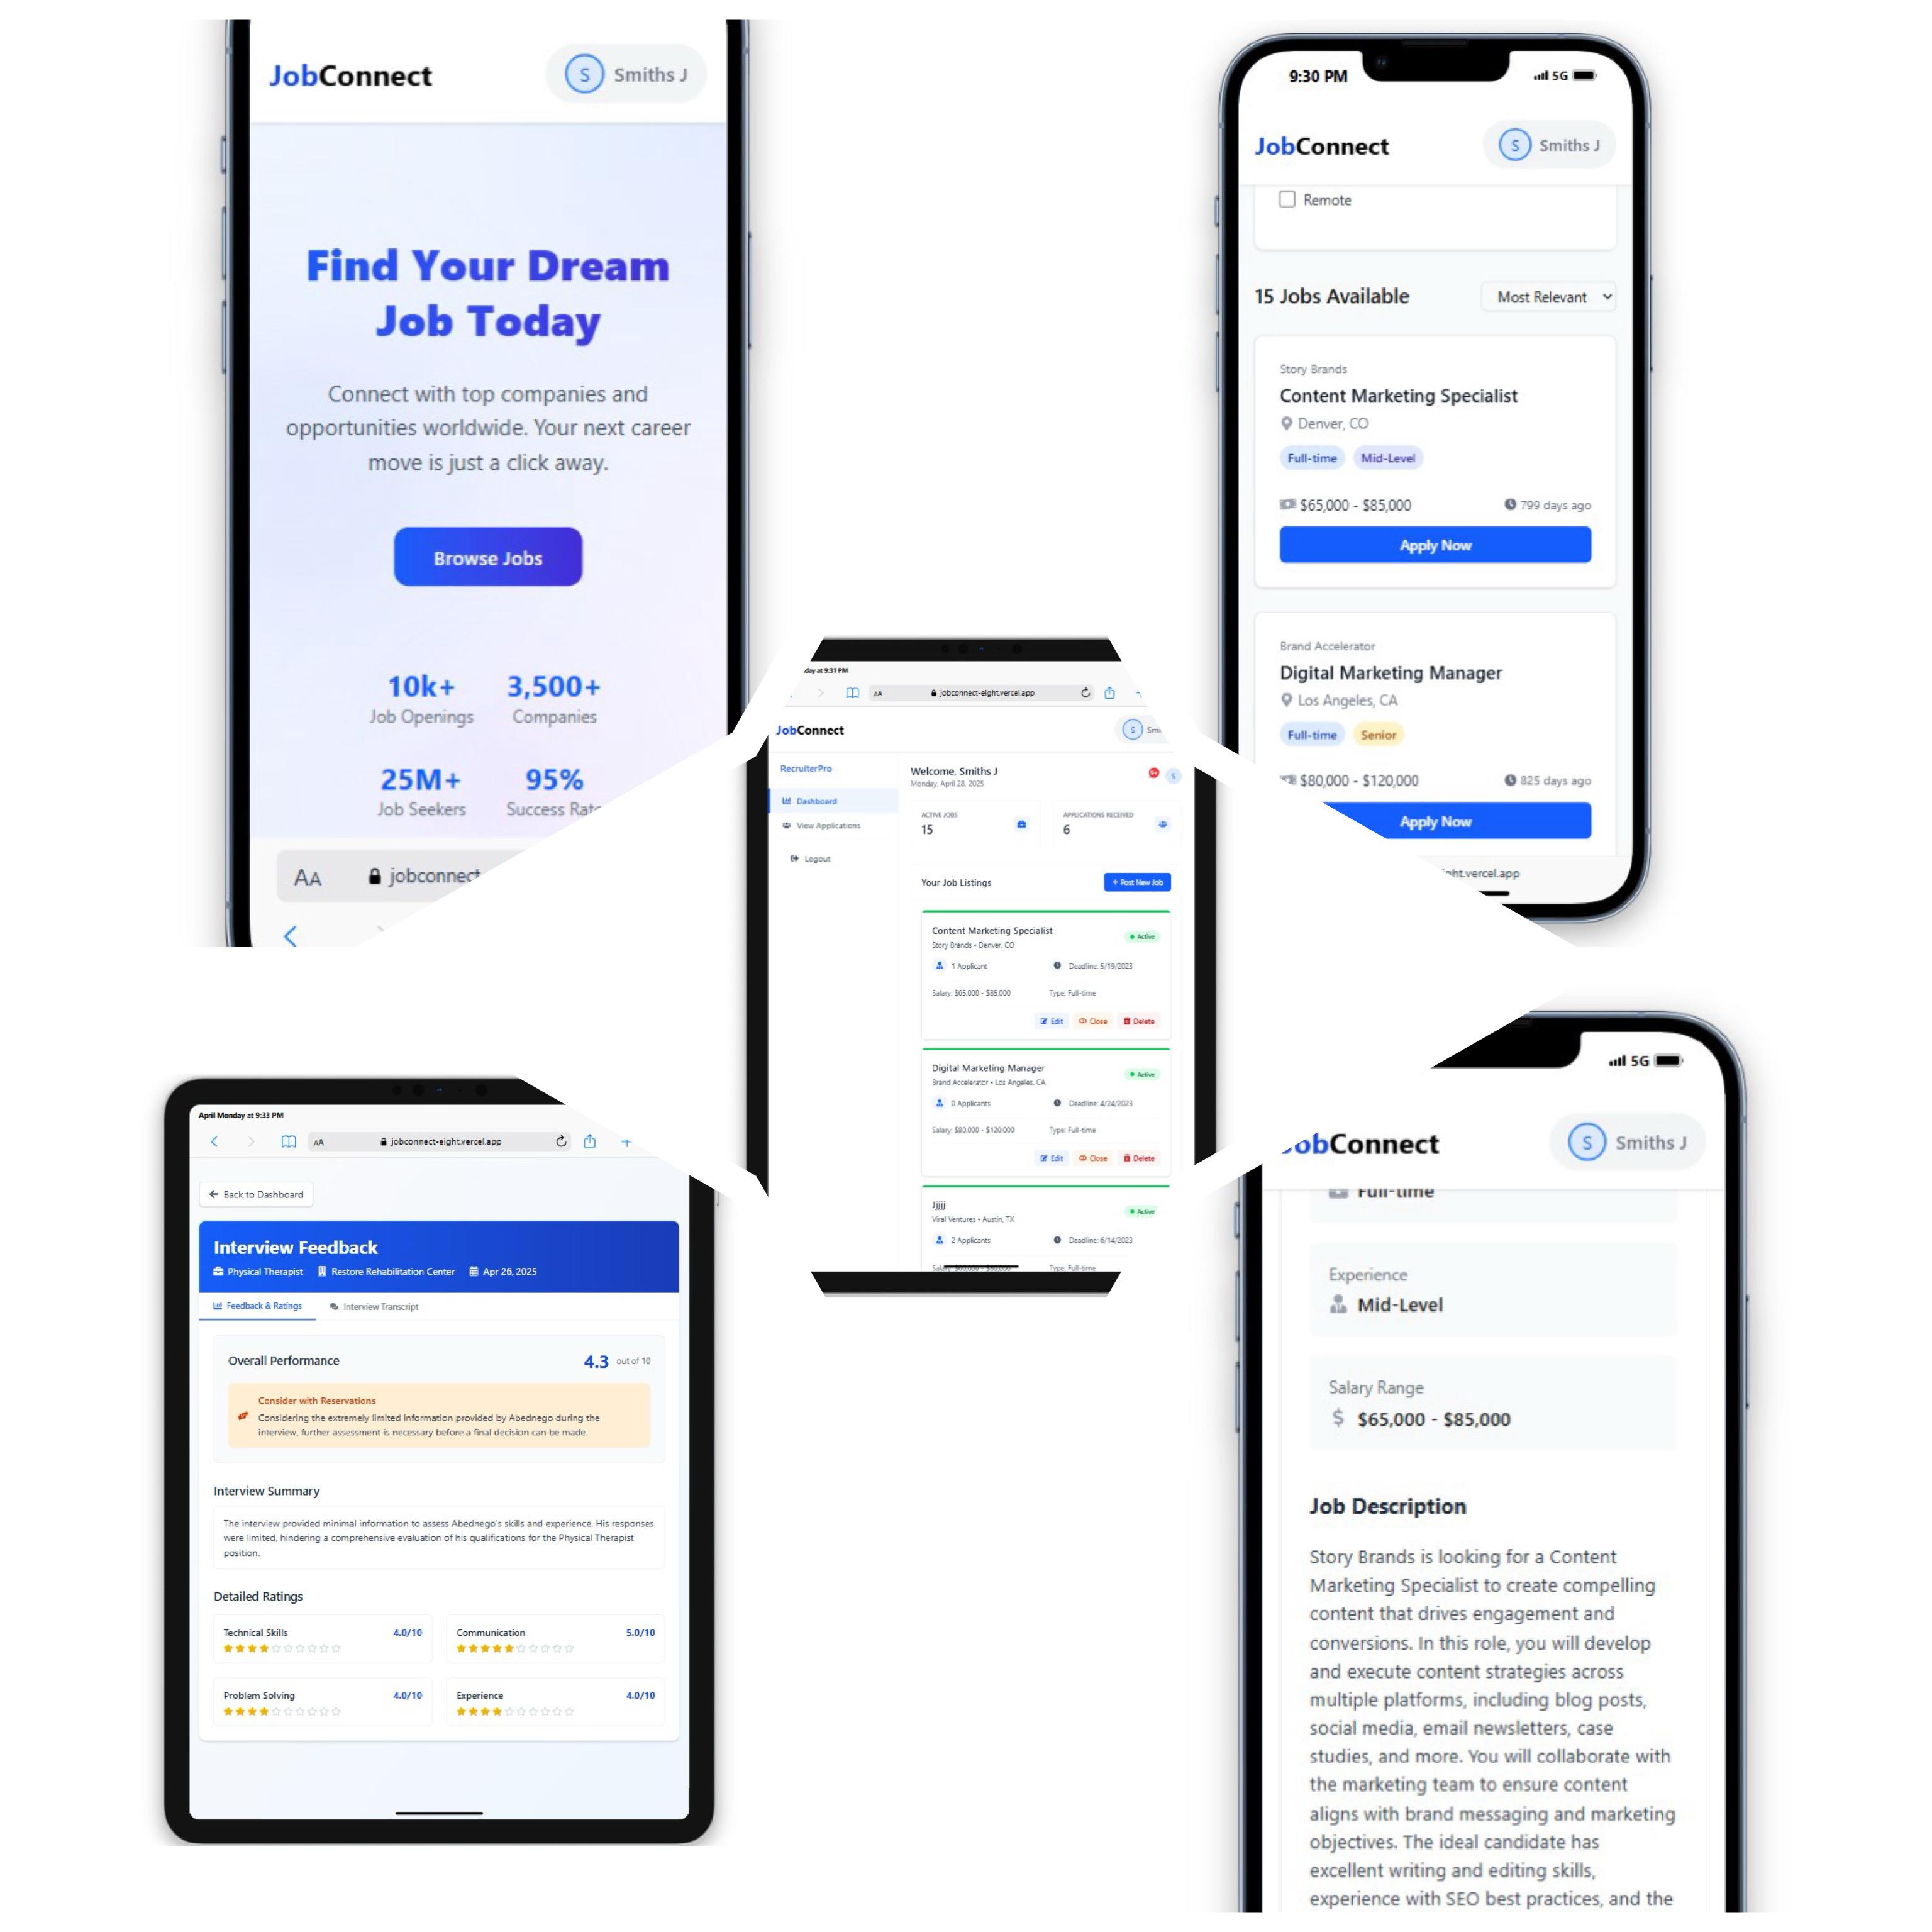 JobConnect
S Smiths J
Find Your Dream
Job Today
Connect with top companies and
opportunities worldwide. Your next career
move is just a click away.
Browse Jobs
10k+ 3,500+
Job Openings Companies
25M+ 95%
Job Seekers Success Rate
AA jobconnect
9:30 PM 5G
JobConnect
S Smiths J
Remote
15 Jobs Available Most Relevant
Story Brands
Content Marketing Specialist
Denver, CO
Full-time Mid-Level
$65,000 - $85,000 799 days ago
Apply Now
Brand Accelerator
Digital Marketing Manager
Los Angeles, CA
Full-time Senior
$80,000 - $120,000 825 days ago
Apply Now
ght.vercel.app
day at 9:31 PM
AA jobconnect-eight.vercel.app
JobConnect
S Smi
RecruiterPro
Dashboard
View Applications
Logout
Welcome, Smiths J
Monday, April 28, 2025
9+ S
ACTIVE JOBS
15
APPLICATIONS RECEIVED
6
Your Job Listings + Post New Job
Content Marketing Specialist
Active
Story Brands • Denver, CO
1 Applicant Deadline: 5/19/2023
Salary: $65,000 - $85,000 Type: Full-time
Edit Close Delete
Digital Marketing Manager
Active
Brand Accelerator • Los Angeles, CA
0 Applicants Deadline: 4/24/2023
Salary: $80,000 - $120,000 Type: Full-time
Edit Close Delete
Jjjjj
Active
Viral Ventures • Austin, TX
2 Applicants Deadline: 6/14/2023
Type: Full-time
April Monday at 9:33 PM
AA jobconnect-eight.vercel.app
Back to Dashboard
Interview Feedback
Physical Therapist Restore Rehabilitation Center Apr 26, 2025
Feedback & Ratings Interview Transcript
Overall Performance 4.3 out of 10
Consider with Reservations
Considering the extremely limited information provided by Abednego during the
interview, further assessment is necessary before a final decision can be made.
Interview Summary
The interview provided minimal information to assess Abednego's skills and experience. His responses
were limited, hindering a comprehensive evaluation of his qualifications for the Physical Therapist
position.
Detailed Ratings
Technical Skills 4.0/10
Communication 5.0/10
Problem Solving 4.0/10
Experience 4.0/10
5G
JobConnect
S Smiths J
Full-time
Experience
Mid-Level
Salary Range
$ $65,000 - $85,000
Job Description
Story Brands is looking for a Content
Marketing Specialist to create compelling
content that drives engagement and
conversions. In this role, you will develop
and execute content strategies across
multiple platforms, including blog posts,
social media, email newsletters, case
studies, and more. You will collaborate with
the marketing team to ensure content
aligns with brand messaging and marketing
objectives. The ideal candidate has
excellent writing and editing skills,
experience with SEO best practices, and the